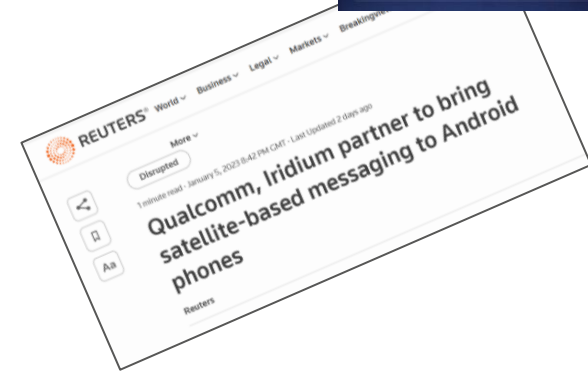 REUTERS®
World
Business
Legal
Markets
More
Disrupted
1 minute read · January 5, 2023 8:42 PM GMT · Last Updated 2 days ago
Qualcomm, Iridium partner to bring
satellite-based messaging to Android
phones
Aa
Reuters